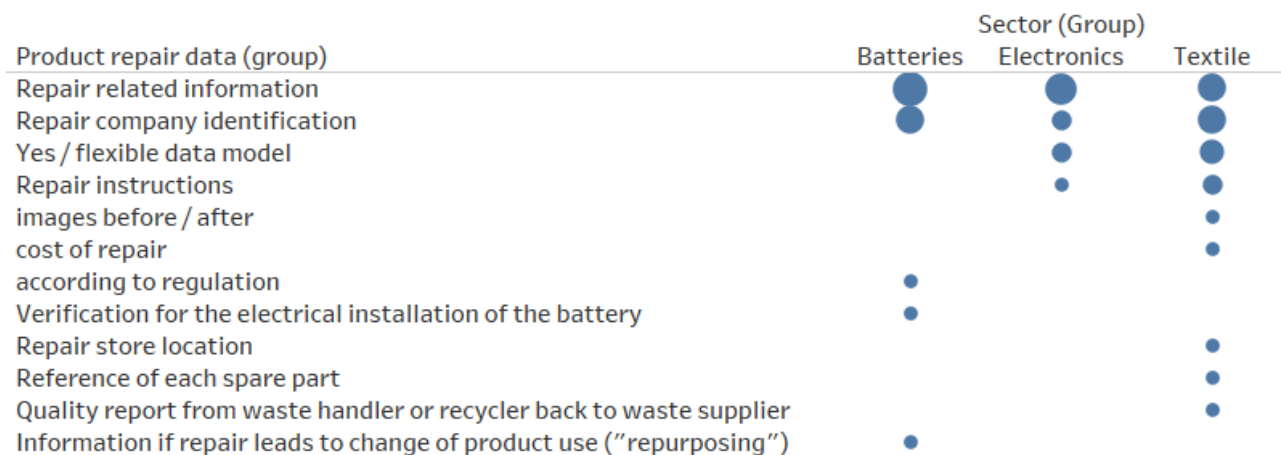 Sector (Group)
Product repair data (group) Batteries Electronics Textile
Repair related information
Repair company identification
Yes / flexible data model
Repair instructions
images before / after
cost of repair
according to regulation
Verification for the electrical installation of the battery
Repair store location
Reference of each spare part
Quality report from waste handler or recycler back to waste supplier
Information if repair leads to change of product use (”repurposing”)